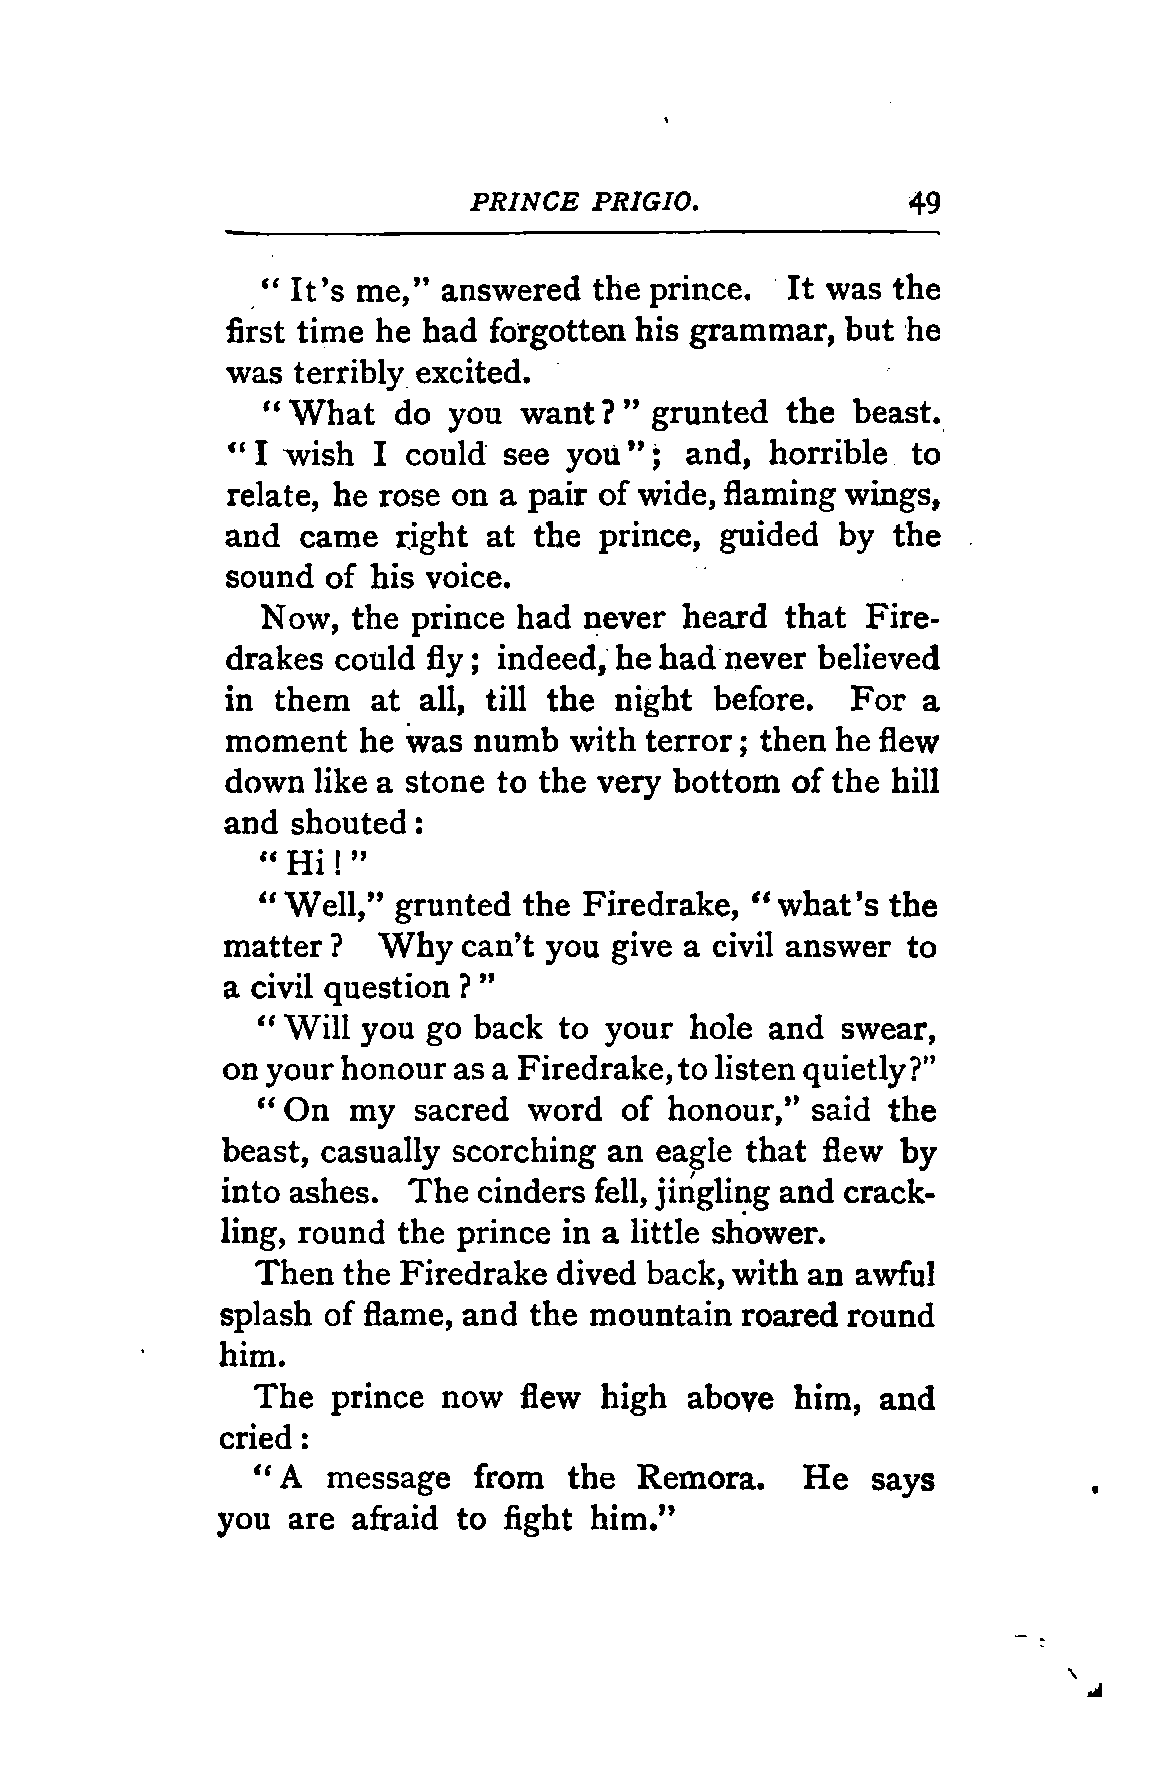 PRINCE PRIGIO. 49
" It's me," answered the prince. It was the
first time he had forgotten his grammar, but he
was terribly excited.
" What do you want ? " grunted the beast.
" I wish I could see you " ; and, horrible to
relate, he rose on a pair of wide, flaming wings,
and came right at the prince, guided by the
sound of his voice.
Now, the prince had never heard that Fire-
drakes could fly ; indeed, he had never believed
in them at all, till the night before. For a
moment he was numb with terror ; then he flew
down like a stone to the very bottom of the hill
and shouted :
" Hi ! "
" Well," grunted the Firedrake, " what's the
matter ? Why can't you give a civil answer to
a civil question ? "
" Will you go back to your hole and swear,
on your honour as a Firedrake, to listen quietly?"
" On my sacred word of honour," said the
beast, casually scorching an eagle that flew by
into ashes. The cinders fell, jingling and crack-
ling, round the prince in a little shower.
Then the Firedrake dived back, with an awful
splash of flame, and the mountain roared round
him.
The prince now flew high above him, and
cried :
" A message from the Remora. He says
you are afraid to fight him."